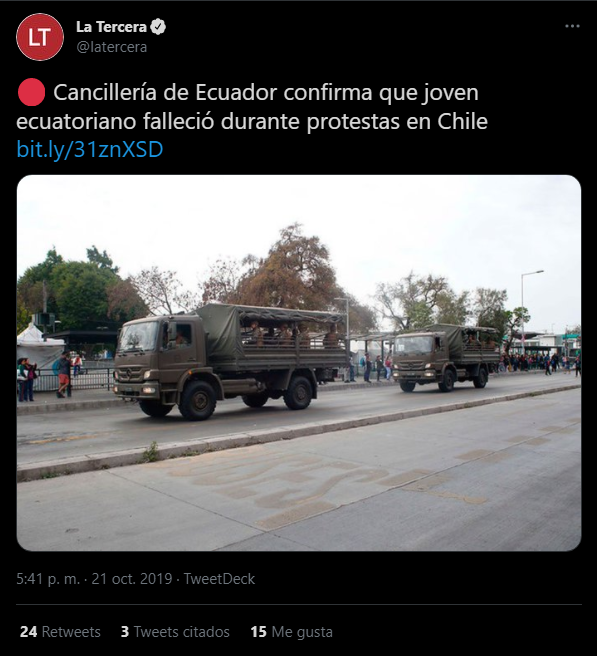 LT
La Tercera
@latercera
Cancillería de Ecuador confirma que joven
ecuatoriano falleció durante protestas en Chile
bit.ly/31znXSD
5:41 p. m. · 21 oct. 2019 · TweetDeck
24 Retweets 3 Tweets citados 15 Me gusta